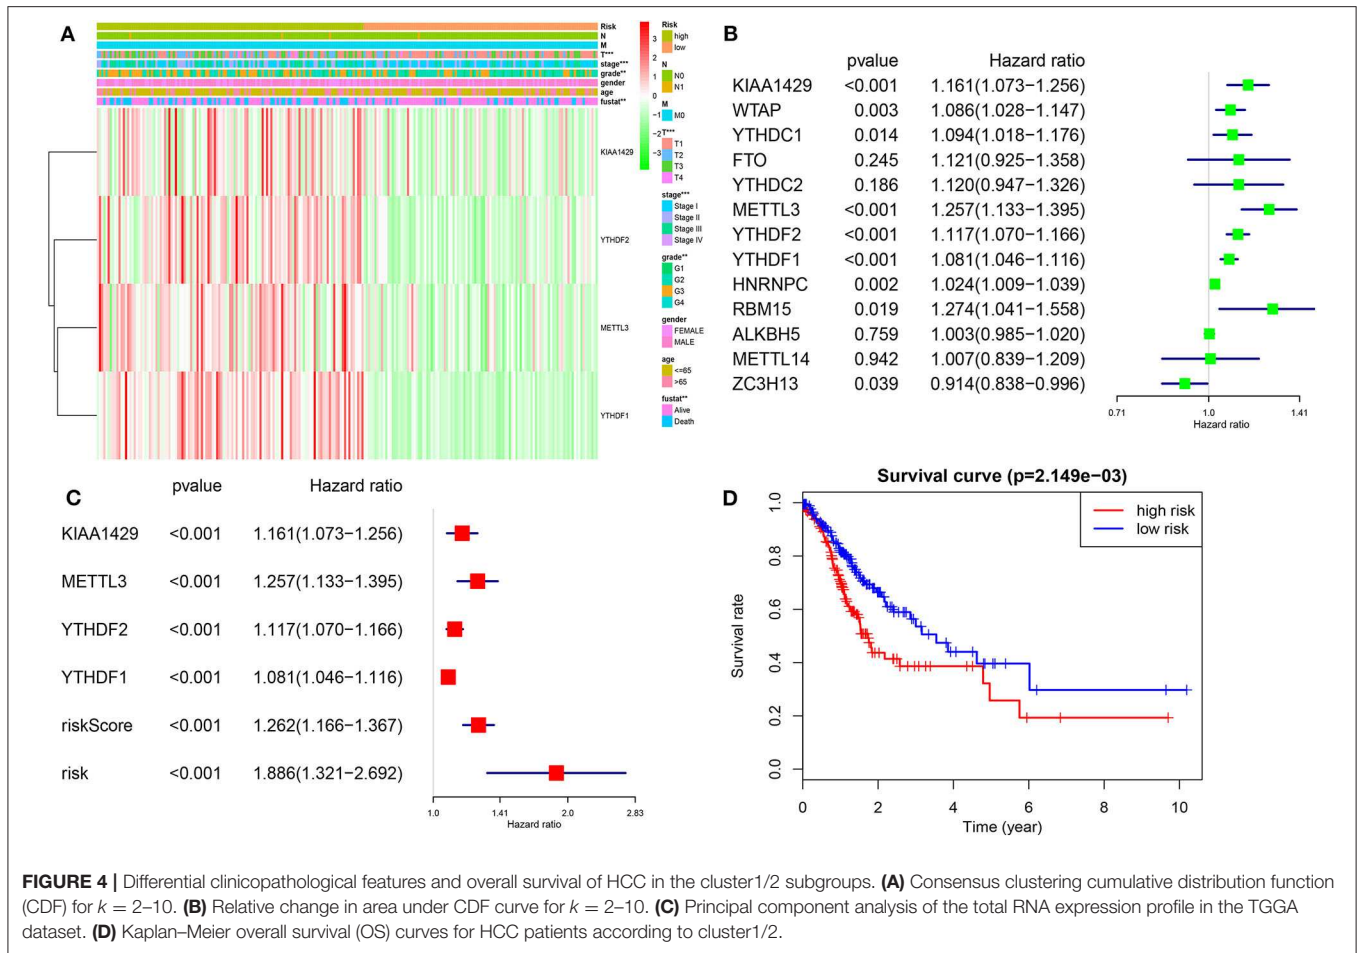 A
Risk
N
M
T***
stage***
grade**
gender
age
fustat**
KIAA1429
YTHDF2
METTL3
YTHDF1
3
2
1
0
−1
−2
−3
Risk
high
low
N
N0
N1
M
M0
T***
T1
T2
T3
T4
stage***
Stage I
Stage II
Stage III
Stage IV
grade**
G1
G2
G3
G4
gender
FEMALE
MALE
age
<=65
>65
fustat**
Alive
Death
B
pvalue Hazard ratio
KIAA1429 <0.001 1.161(1.073−1.256)
WTAP 0.003 1.086(1.028−1.147)
YTHDC1 0.014 1.094(1.018−1.176)
FTO 0.245 1.121(0.925−1.358)
YTHDC2 0.186 1.120(0.947−1.326)
METTL3 <0.001 1.257(1.133−1.395)
YTHDF2 <0.001 1.117(1.070−1.166)
YTHDF1 <0.001 1.081(1.046−1.116)
HNRNPC 0.002 1.024(1.009−1.039)
RBM15 0.019 1.274(1.041−1.558)
ALKBH5 0.759 1.003(0.985−1.020)
METTL14 0.942 1.007(0.839−1.209)
ZC3H13 0.039 0.914(0.838−0.996)
0.71 1.0 1.41
Hazard ratio
C
pvalue Hazard ratio
KIAA1429 <0.001 1.161(1.073−1.256)
METTL3 <0.001 1.257(1.133−1.395)
YTHDF2 <0.001 1.117(1.070−1.166)
YTHDF1 <0.001 1.081(1.046−1.116)
riskScore <0.001 1.262(1.166−1.367)
risk <0.001 1.886(1.321−2.692)
1.0 1.41 2.0 2.83
Hazard ratio
D
Survival curve (p=2.149e−03)
high risk
low risk
Survival rate
1.0
0.8
0.6
0.4
0.2
0.0
0 2 4 6 8 10
Time (year)
FIGURE 4 | Differential clinicopathological features and overall survival of HCC in the cluster1/2 subgroups. (A) Consensus clustering cumulative distribution function
(CDF) for k = 2–10. (B) Relative change in area under CDF curve for k = 2–10. (C) Principal component analysis of the total RNA expression profile in the TGGA
dataset. (D) Kaplan–Meier overall survival (OS) curves for HCC patients according to cluster1/2.